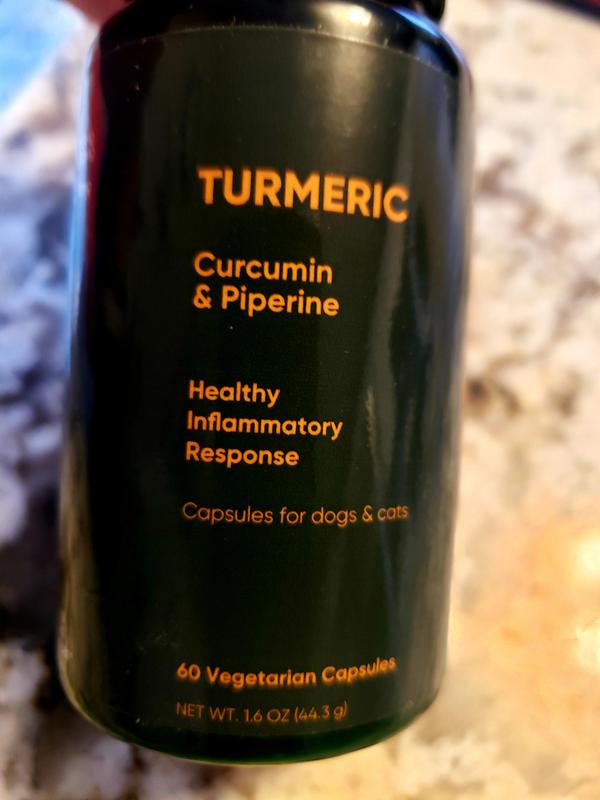 TURMERIC
Curcumin
& Piperine
Healthy
Inflammatory
Response
Capsules for dogs & cats
60 Vegetarian Capsules
NET WT. 1.6 OZ (44.3 g)